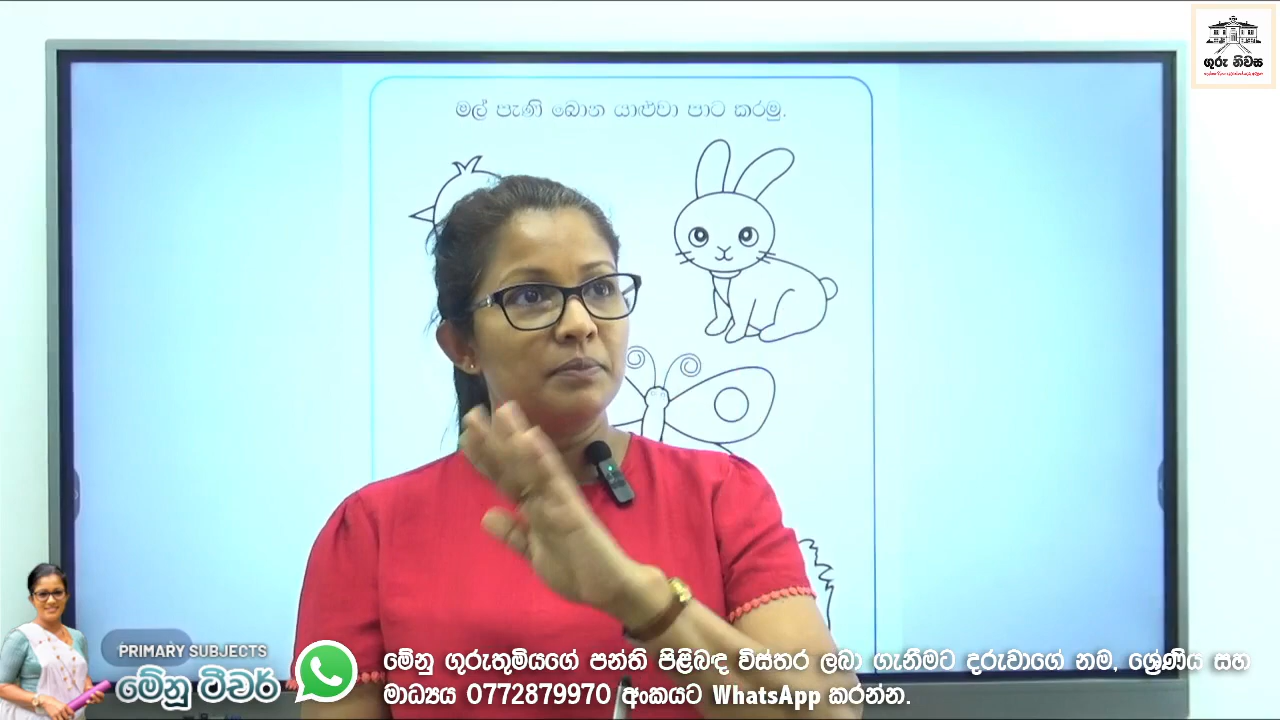 ගුරු නිවස
මල් පැණි බොන යාළුවා පාට කරමු.
PRIMARY SUBJECTS
මේනු ටීචර්
මේනු ගුරුතුමියගේ පන්ති පිළිබඳ විස්තර ලබා ගැනීමට දරුවාගේ නම, ශ්‍රේණිය සහ
මාධ්‍යය 0772879970 අංකයට WhatsApp කරන්න.